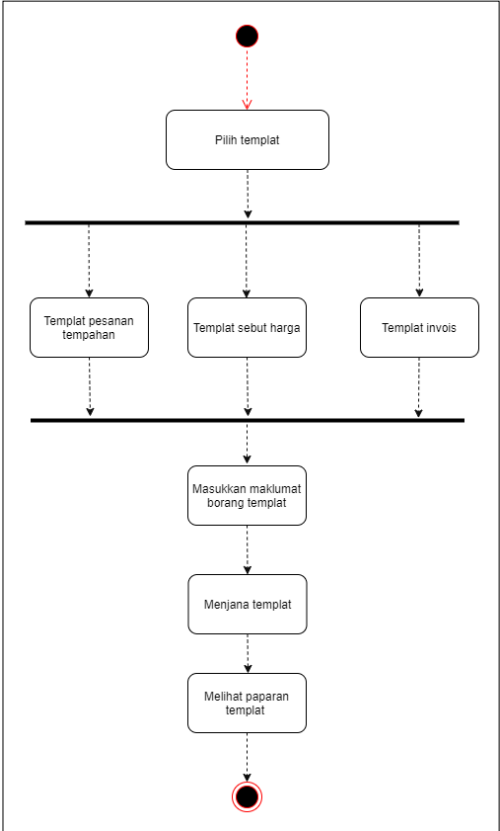 Pilih templat
Templat pesanan
tempahan
Templat sebut harga
Templat invois
Masukkan maklumat
borang templat
Menjana templat
Melihat paparan
templat